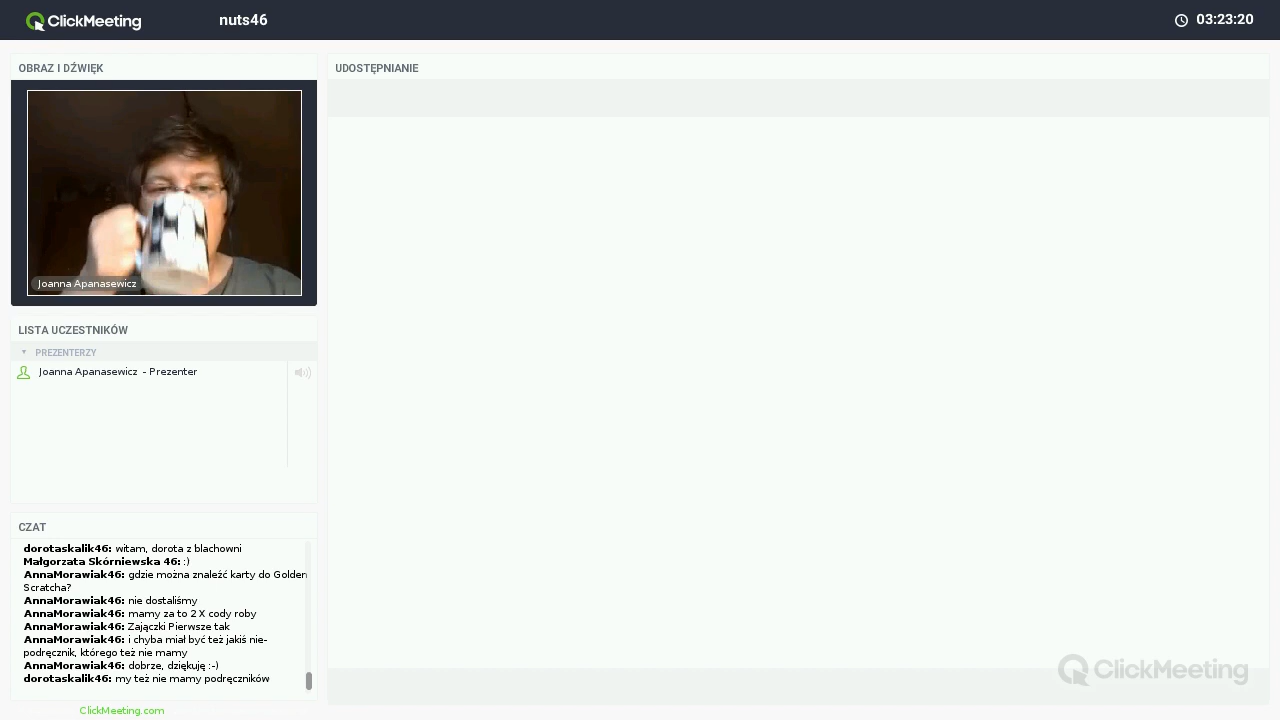 ClickMeeting
nuts46
03:23:20
OBRAZ I DŹWIĘK
Joanna Apanasewicz
LISTA UCZESTNIKÓW
PREZENTERZY
Joanna Apanasewicz - Prezenter
CZAT
dorotaskalik46: witam, dorota z blachowni
Małgorzata Skórniewska 46: :)
AnnaMorawiak46: gdzie można znaleźć karty do Golden
Scratcha?
AnnaMorawiak46: nie dostaliśmy
AnnaMorawiak46: mamy za to 2 X cody roby
AnnaMorawiak46: Zajączki Pierwsze tak
AnnaMorawiak46: i chyba miał być też jakiś nie-
podręcznik, którego też nie mamy
AnnaMorawiak46: dobrze, dziękuję :-)
dorotaskalik46: my też nie mamy podręczników
ClickMeeting.com
UDOSTĘPNIANIE
ClickMeeting